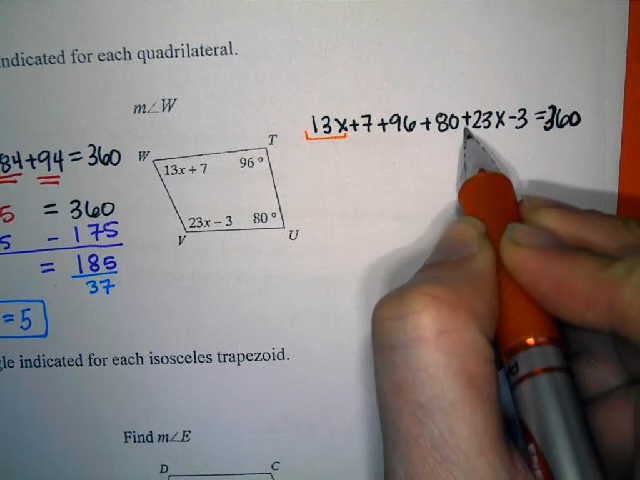 ndicated for each quadrilateral.
m∠W
13x+7+96+80+23x-3=360
84+94=360
W
T
13x + 7
96°
5 = 360
23x – 3
80°
V
U
5 - 175
= 185
37
= 5
gle indicated for each isosceles trapezoid.
Find m∠E
D
C